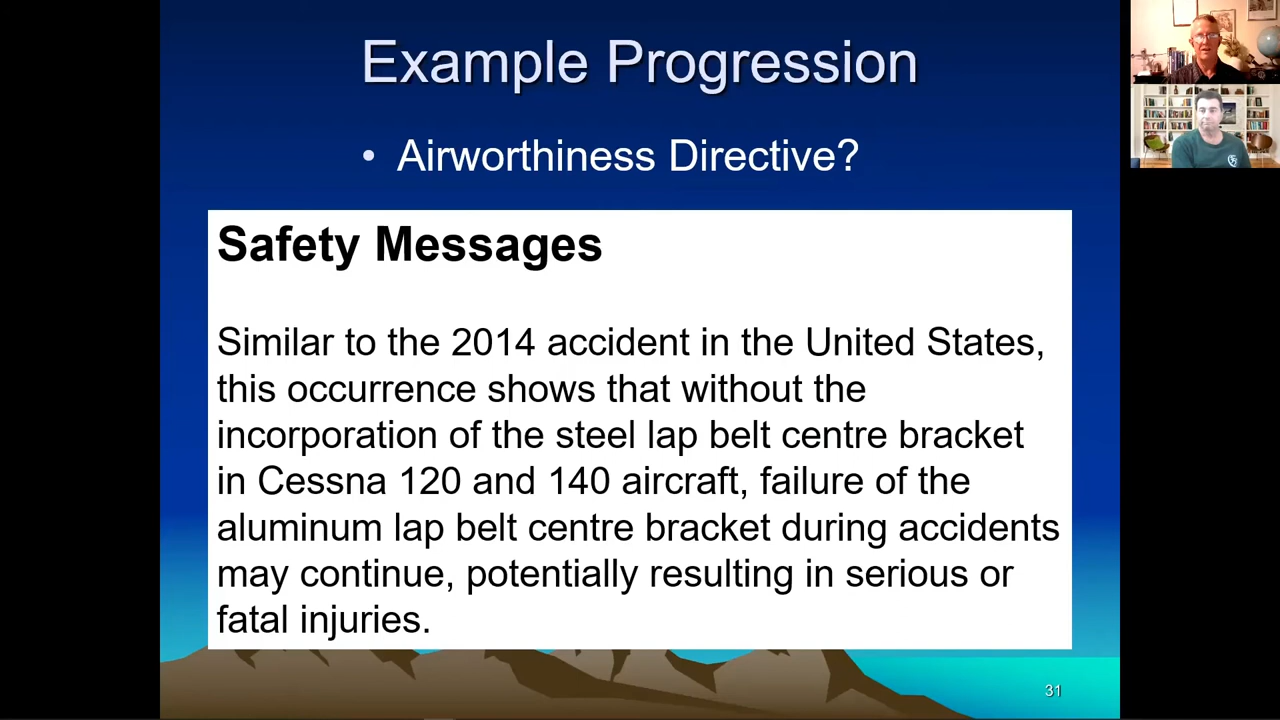 Example Progression
• Airworthiness Directive?
Safety Messages
Similar to the 2014 accident in the United States,
this occurrence shows that without the
incorporation of the steel lap belt centre bracket
in Cessna 120 and 140 aircraft, failure of the
aluminum lap belt centre bracket during accidents
may continue, potentially resulting in serious or
fatal injuries.
31